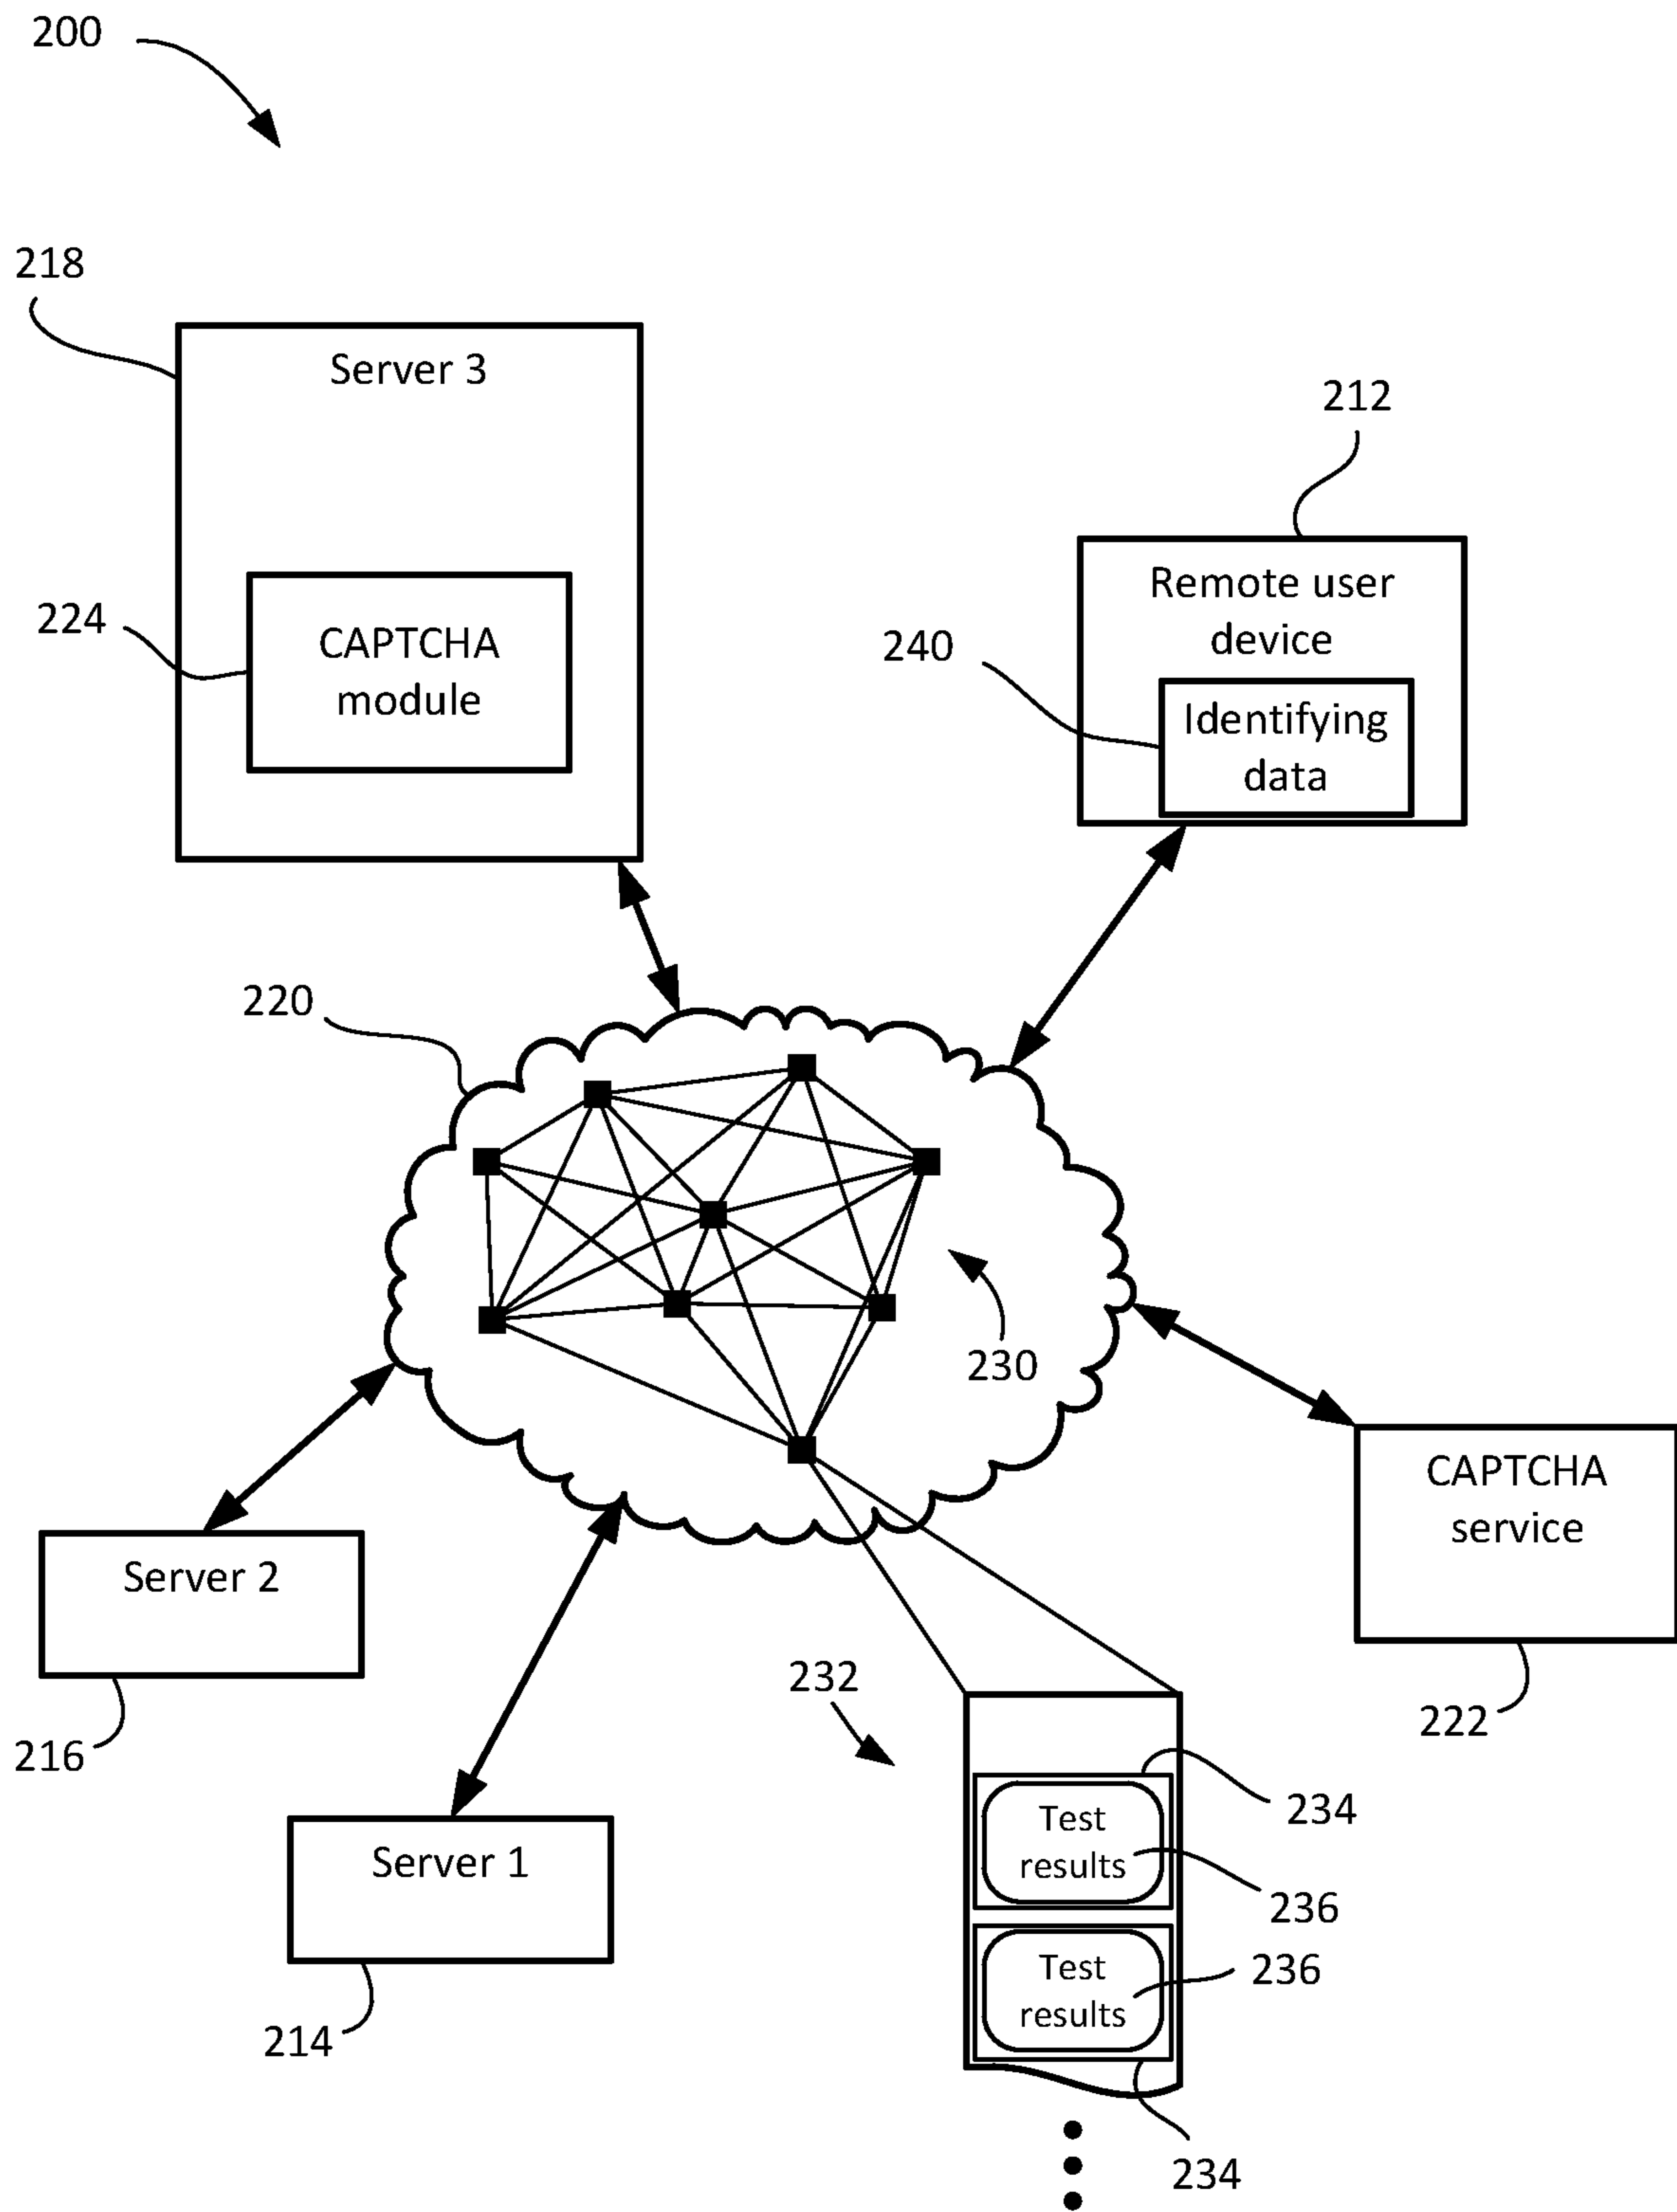 200
218
Server 3
212
224
CAPTCHA
module
Remote user
device
240
Identifying
data
220
230
CAPTCHA
service
Server 2
232
216
222
234
Test
results
Server 1
236
Test
results
236
214
234